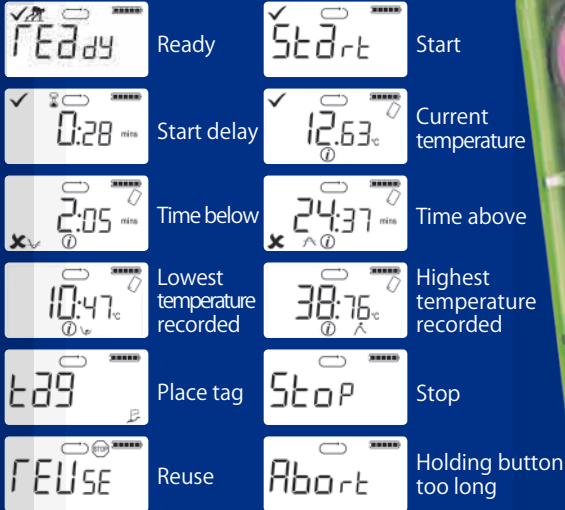 rEAdy
Ready
StArt
Start
0:28 mins
Start delay
12.63 °C
i
Current
temperature
2:05 mins
i
Time below
24:37 mins
i
Time above
10:47 °C
i
Lowest
temperature
recorded
38:76 °C
i
Highest
temperature
recorded
tag
Place tag
StoP
Stop
rEUSE
STOP
Reuse
Abort
Holding button
too long